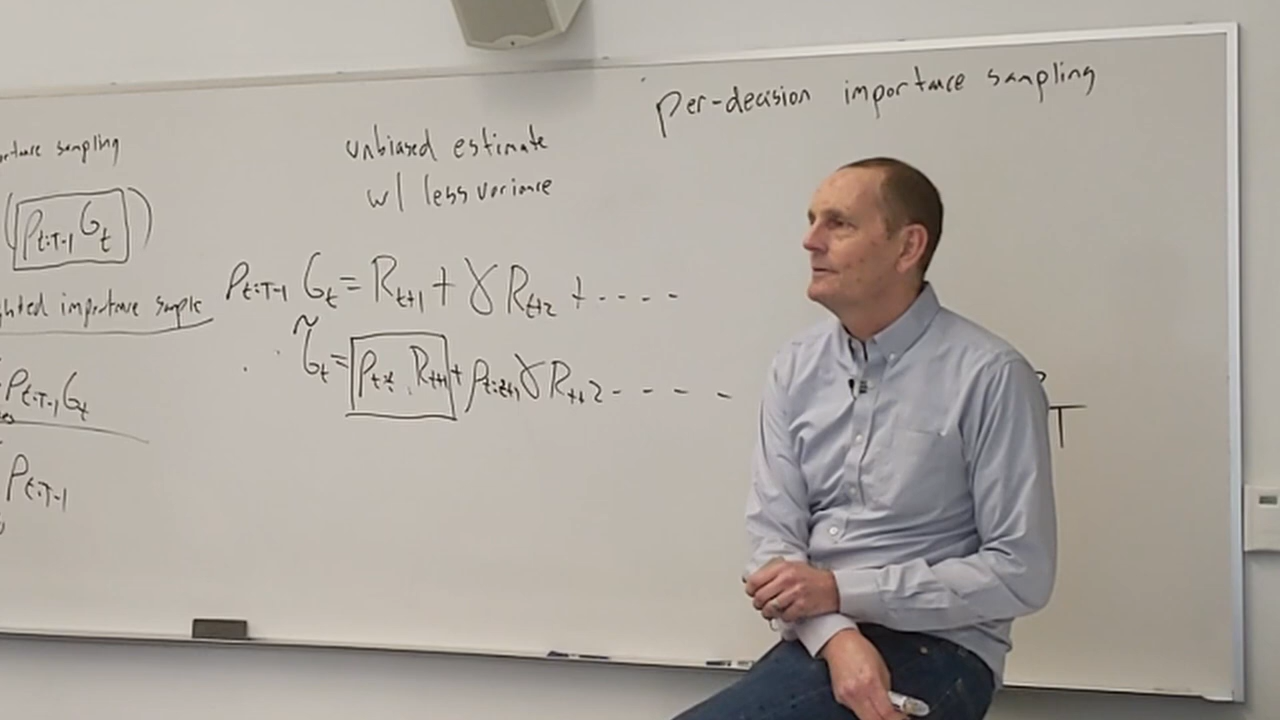 per-decision importance sampling
sampling
unbiased estimate
w/ less variance
(ρt:T-1 Gt)
ρt:T-1 Gt = Rt+1 + γ Rt+2 + ----
importance sample
G̃t = ρt:t Rt+1 + ρt:t+1 γ Rt+2 - - - -
ρt:T-1 Gt
ρt:T-1
T